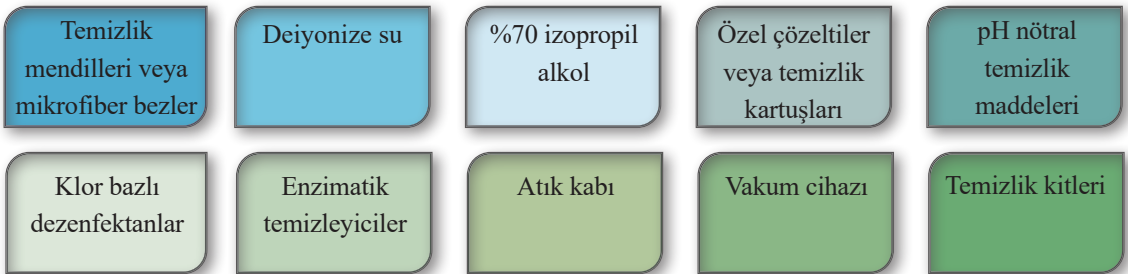 Temizlik
mendilleri veya
mikrofiber bezler
Deiyonize su
%70 izopropil
alkol
Özel çözeltiler
veya temizlik
kartuşları
pH nötral
temizlik
maddeleri
Klor bazlı
dezenfektanlar
Enzimatik
temizleyiciler
Atık kabı
Vakum cihazı
Temizlik kitleri